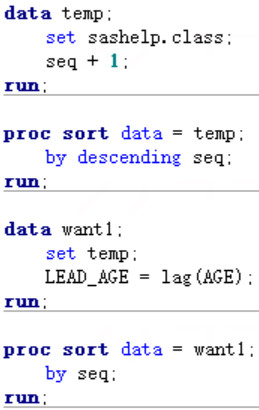 data temp;
set sashelp.class;
seq + 1;
run;
proc sort data = temp;
by descending seq;
run;
data want1;
set temp;
LEAD_AGE = lag(AGE);
run;
proc sort data = want1;
by seq;
run;